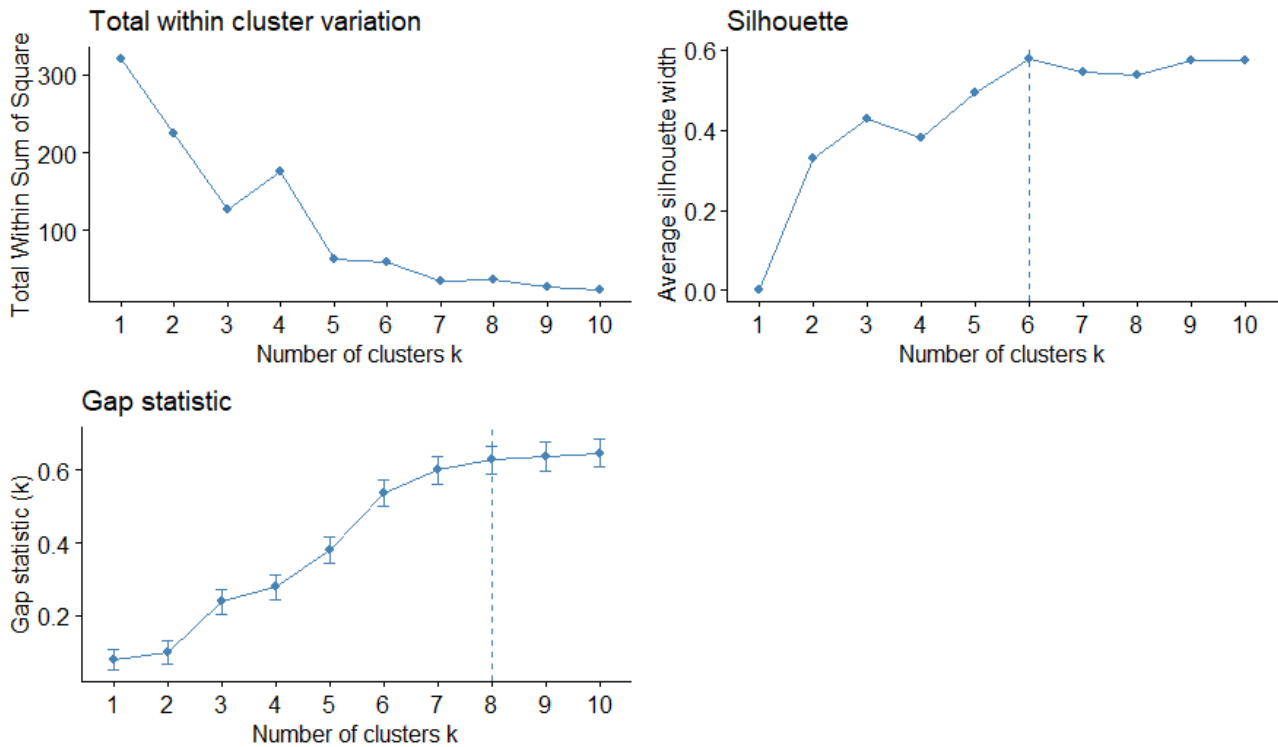 Total within cluster variation
Total Within Sum of Square
300
200
100
1 2 3 4 5 6 7 8 9 10
Number of clusters k
Silhouette
Average silhouette width
0.6
0.4
0.2
0.0
1 2 3 4 5 6 7 8 9 10
Number of clusters k
Gap statistic
Gap statistic (k)
0.6
0.4
0.2
1 2 3 4 5 6 7 8 9 10
Number of clusters k